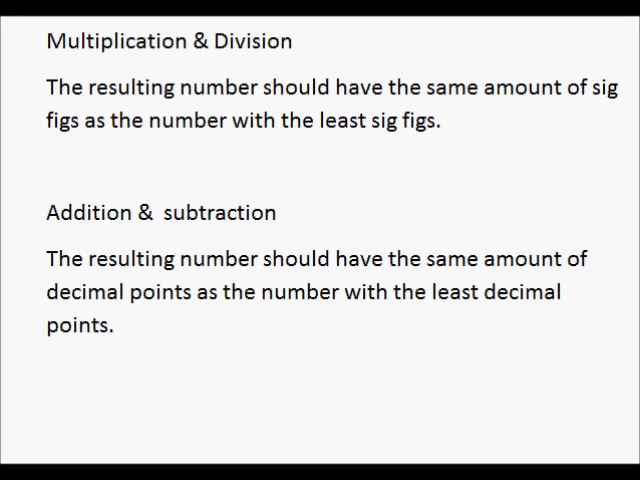 Multiplication & Division
The resulting number should have the same amount of sig
figs as the number with the least sig figs.
Addition & subtraction
The resulting number should have the same amount of
decimal points as the number with the least decimal
points.